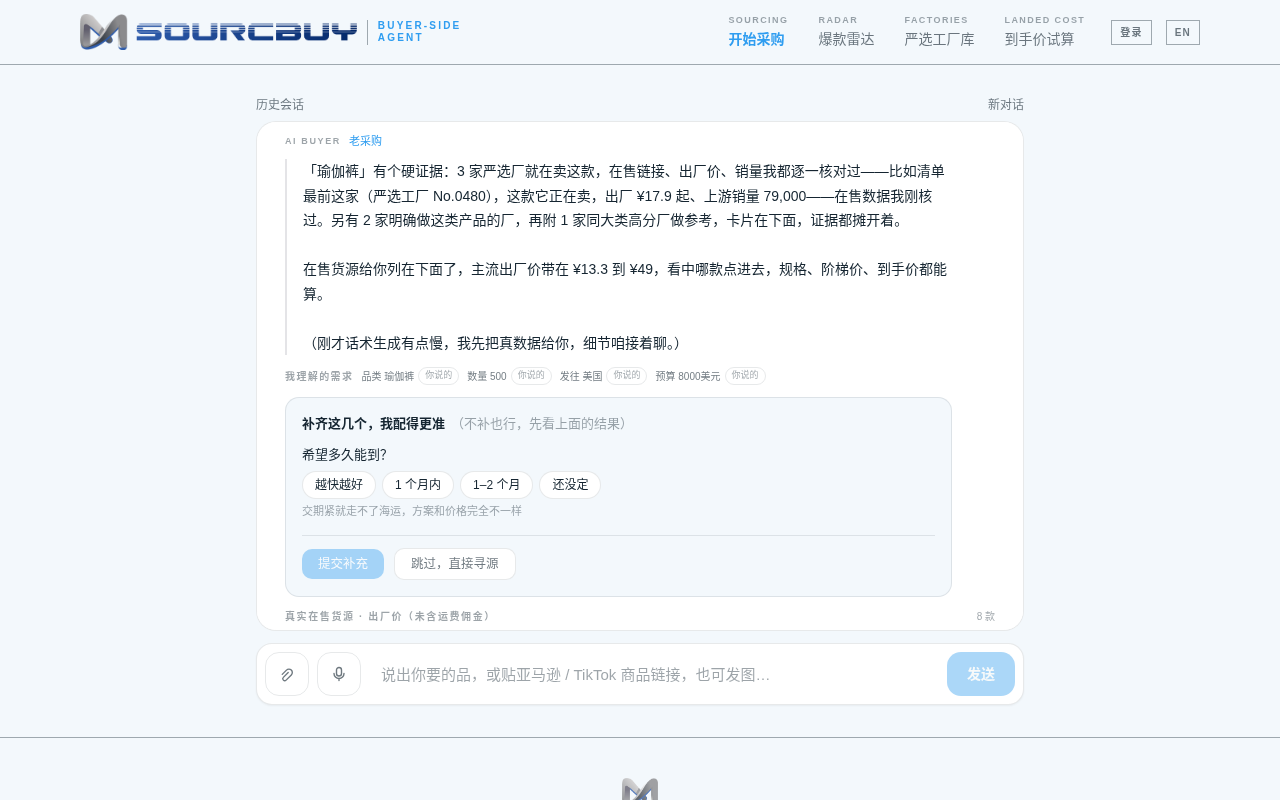 SOURCBUY
BUYER-SIDE
AGENT
SOURCING
开始采购
RADAR
爆款雷达
FACTORIES
严选工厂库
LANDED COST
到手价试算
登录
EN
历史会话
新对话
AI BUYER 老采购
「瑜伽裤」有个硬证据：3 家严选厂就在卖这款，在售链接、出厂价、销量我都逐一核对过——比如清单
最前这家（严选工厂 No.0480），这款它正在卖，出厂 ¥17.9 起、上游销量 79,000——在售数据我刚核
过。另有 2 家明确做这类产品的厂，再附 1 家同大类高分厂做参考，卡片在下面，证据都摊开着。
在售货源给你列在下面了，主流出厂价带在 ¥13.3 到 ¥49，看中哪款点进去，规格、阶梯价、到手价都能
算。
（刚才话术生成有点慢，我先把真数据给你，细节咱接着聊。）
我理解的需求 品类 瑜伽裤 你说的 数量 500 你说的 发往 美国 你说的 预算 8000美元 你说的
补齐这几个，我配得更准 （不补也行，先看上面的结果）
希望多久能到？
越快越好 1 个月内 1–2 个月 还没定
交期紧就走不了海运，方案和价格完全不一样
提交补充 跳过，直接寻源
真实在售货源 · 出厂价（未含运费佣金） 8 款
说出你要的品，或贴亚马逊 / TikTok 商品链接，也可发图…
发送